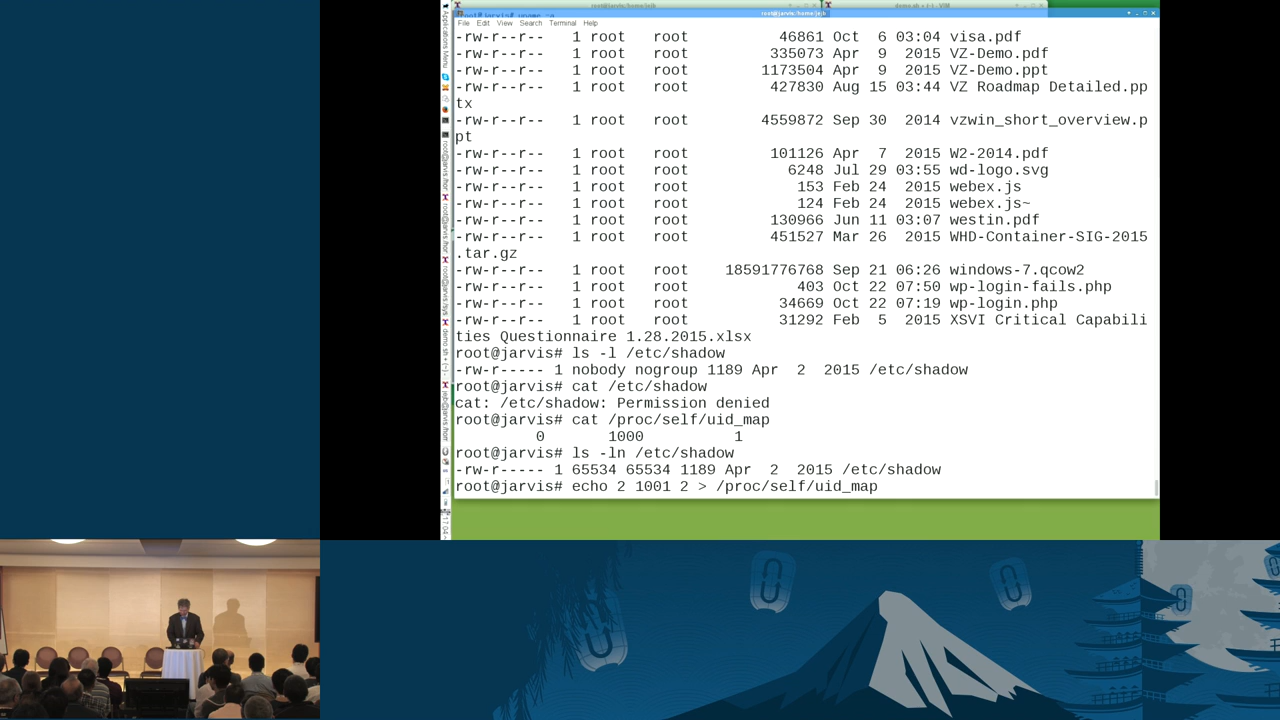 File Edit View Search Terminal Help
-rw-r--r-- 1 root root 46861 Oct 6 03:04 visa.pdf
-rw-r--r-- 1 root root 335073 Apr 9 2015 VZ-Demo.pdf
-rw-r--r-- 1 root root 1173504 Apr 9 2015 VZ-Demo.ppt
-rw-r--r-- 1 root root 427830 Aug 15 03:44 VZ Roadmap Detailed.pp
tx
-rw-r--r-- 1 root root 4559872 Sep 30 2014 vzwin_short_overview.p
pt
-rw-r--r-- 1 root root 101126 Apr 7 2015 W2-2014.pdf
-rw-r--r-- 1 root root 6248 Jul 29 03:55 wd-logo.svg
-rw-r--r-- 1 root root 153 Feb 24 2015 webex.js
-rw-r--r-- 1 root root 124 Feb 24 2015 webex.js~
-rw-r--r-- 1 root root 130966 Jun 11 03:07 westin.pdf
-rw-r--r-- 1 root root 451527 Mar 26 2015 WHD-Container-SIG-2015
.tar.gz
-rw-r--r-- 1 root root 18591776768 Sep 21 06:26 windows-7.qcow2
-rw-r--r-- 1 root root 403 Oct 22 07:50 wp-login-fails.php
-rw-r--r-- 1 root root 34669 Oct 22 07:19 wp-login.php
-rw-r--r-- 1 root root 31292 Feb 5 2015 XSVI Critical Capabili
ties Questionnaire 1.28.2015.xlsx
root@jarvis# ls -l /etc/shadow
-rw-r----- 1 nobody nogroup 1189 Apr 2 2015 /etc/shadow
root@jarvis# cat /etc/shadow
cat: /etc/shadow: Permission denied
root@jarvis# cat /proc/self/uid_map
0 1000 1
root@jarvis# ls -ln /etc/shadow
-rw-r----- 1 65534 65534 1189 Apr 2 2015 /etc/shadow
root@jarvis# echo 2 1001 2 > /proc/self/uid_map
Applications Menu